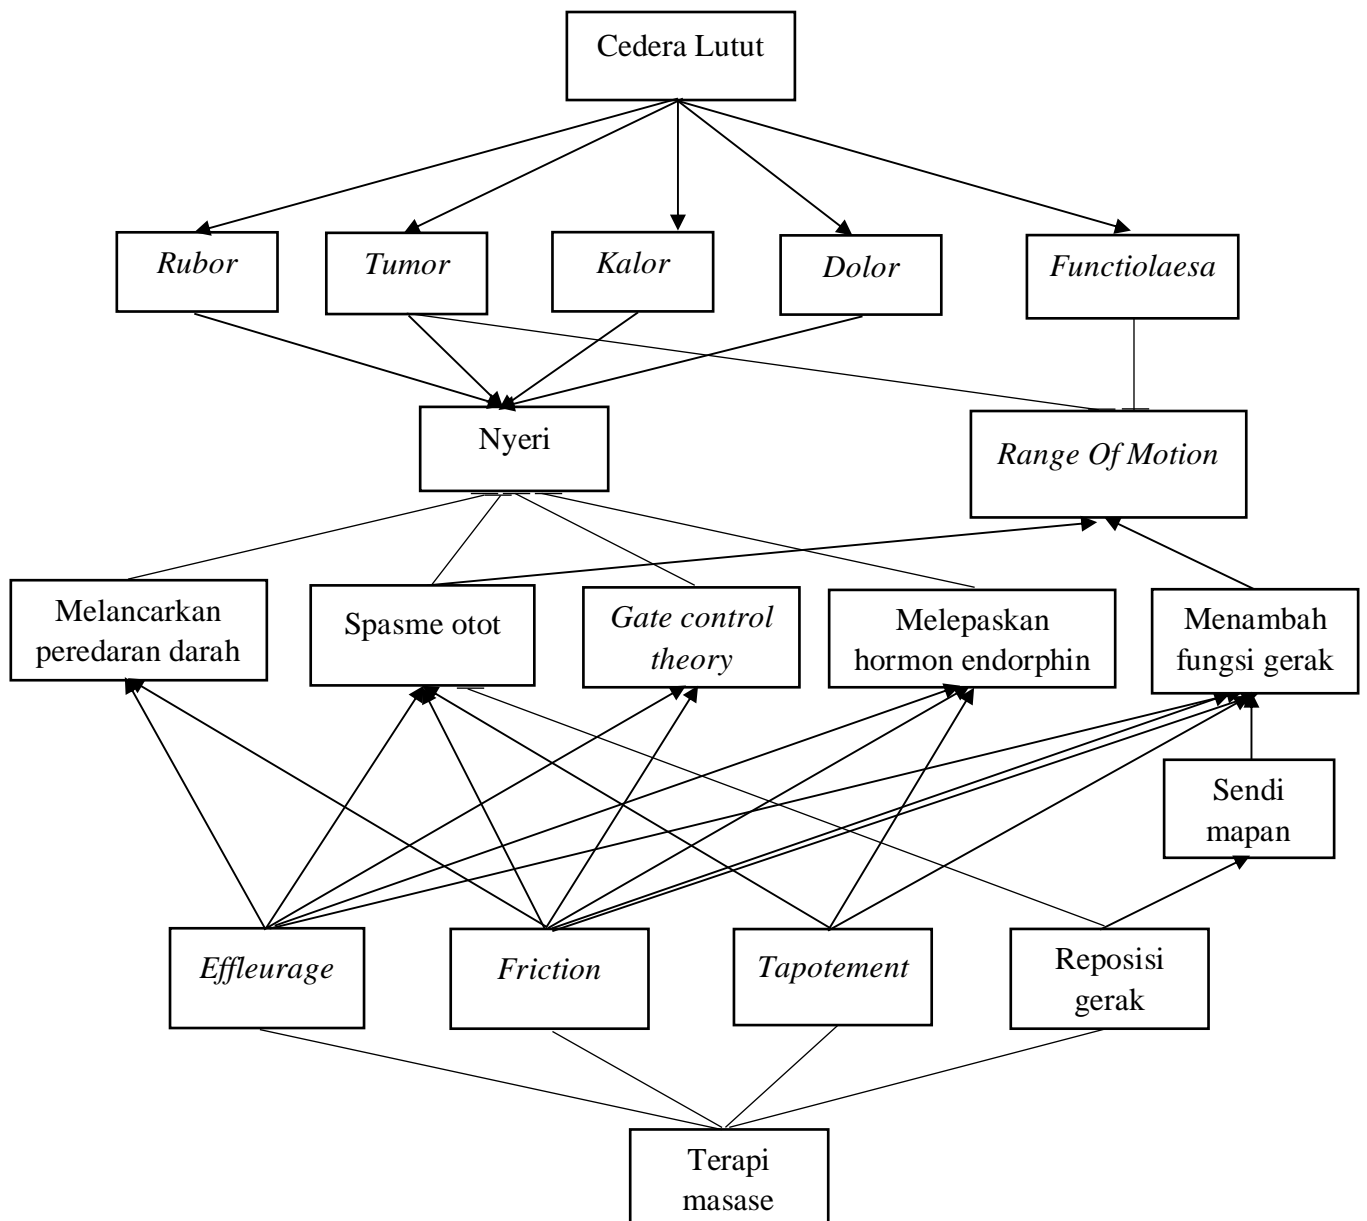 Cedera Lutut
Rubor
Tumor
Kalor
Dolor
Functiolaesa
Nyeri
Range Of Motion
Melancarkan
peredaran darah
Spasme otot
Gate control
theory
Melepaskan
hormon endorphin
Menambah
fungsi gerak
Sendi
mapan
Effleurage
Friction
Tapotement
Reposisi
gerak
Terapi
masase